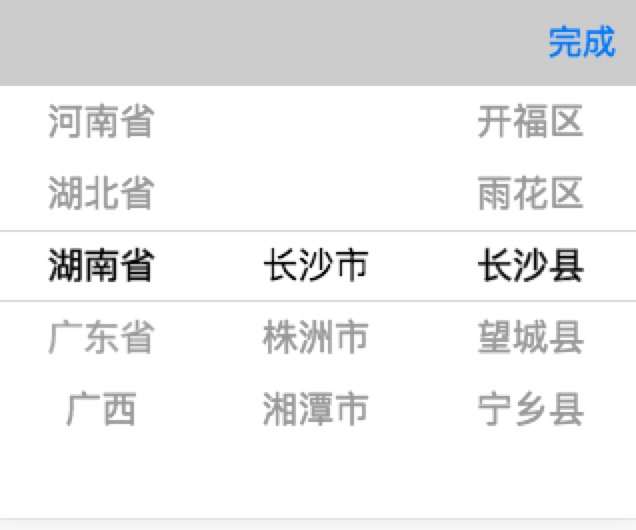 完成
河南省 开福区
湖北省 雨花区
湖南省 长沙市 长沙县
广东省 株洲市 望城县
广西 湘潭市 宁乡县